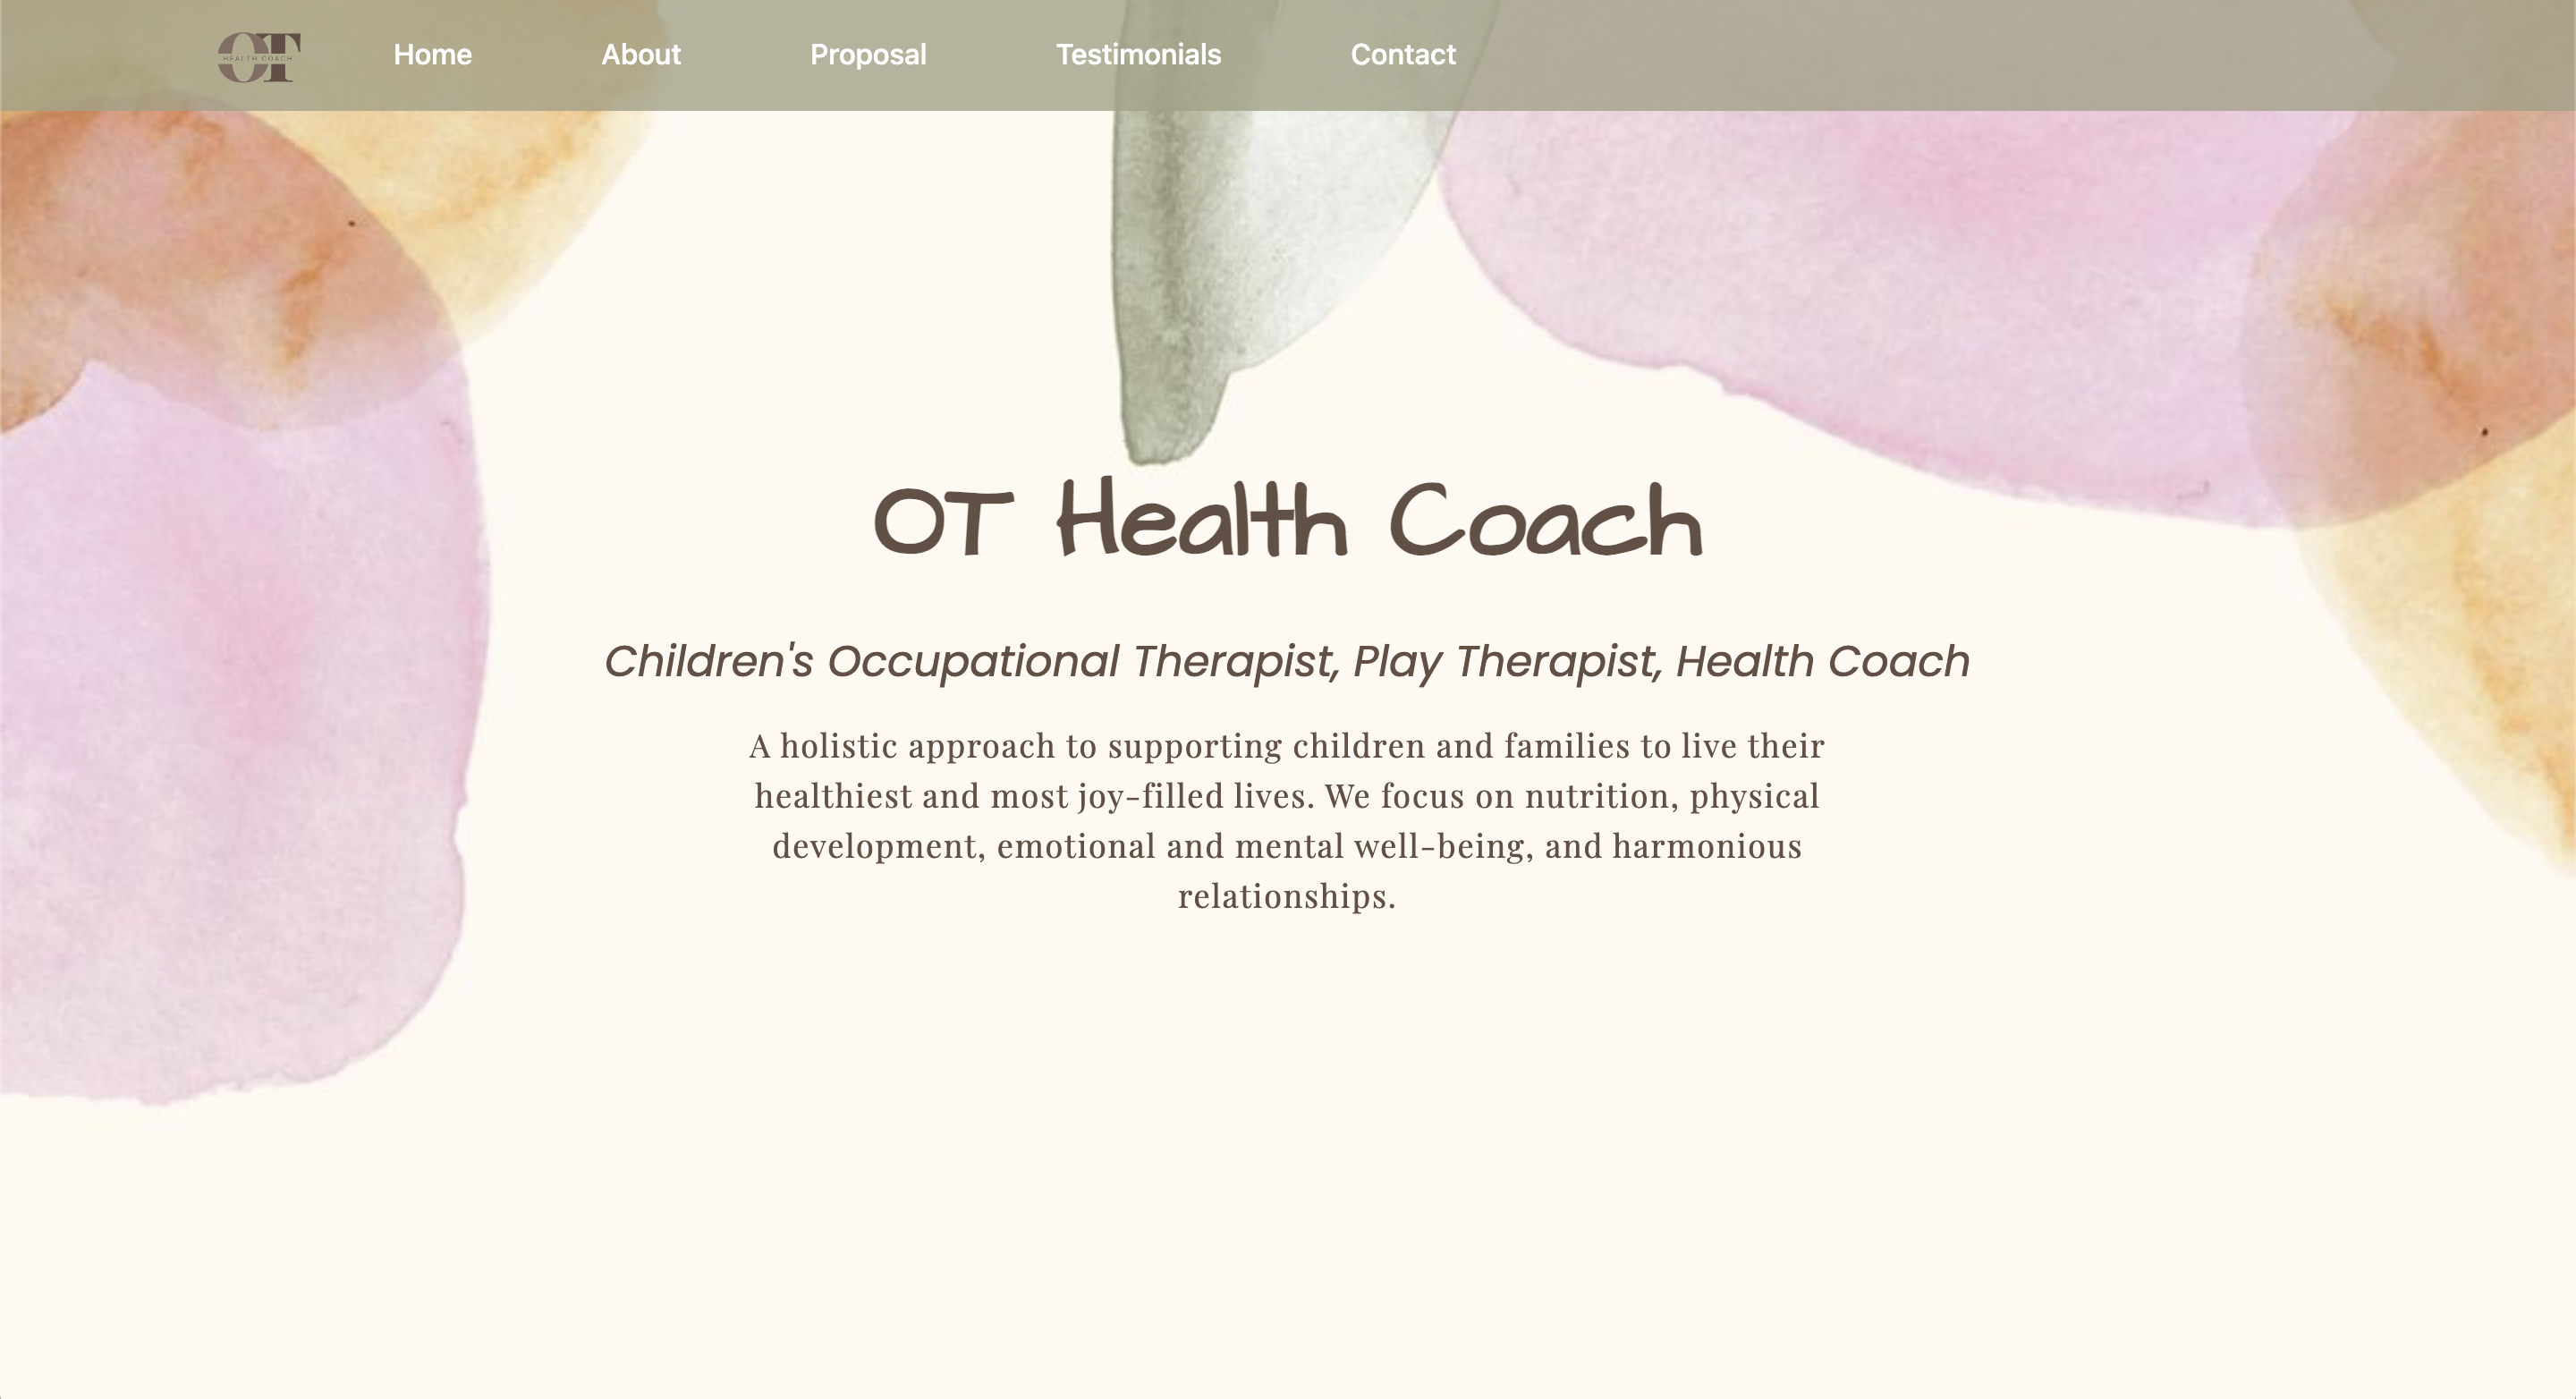 OT
HEALTH COACH
Home
About
Proposal
Testimonials
Contact
OT Health Coach
Children's Occupational Therapist, Play Therapist, Health Coach
A holistic approach to supporting children and families to live their
healthiest and most joy-filled lives. We focus on nutrition, physical
development, emotional and mental well-being, and harmonious
relationships.